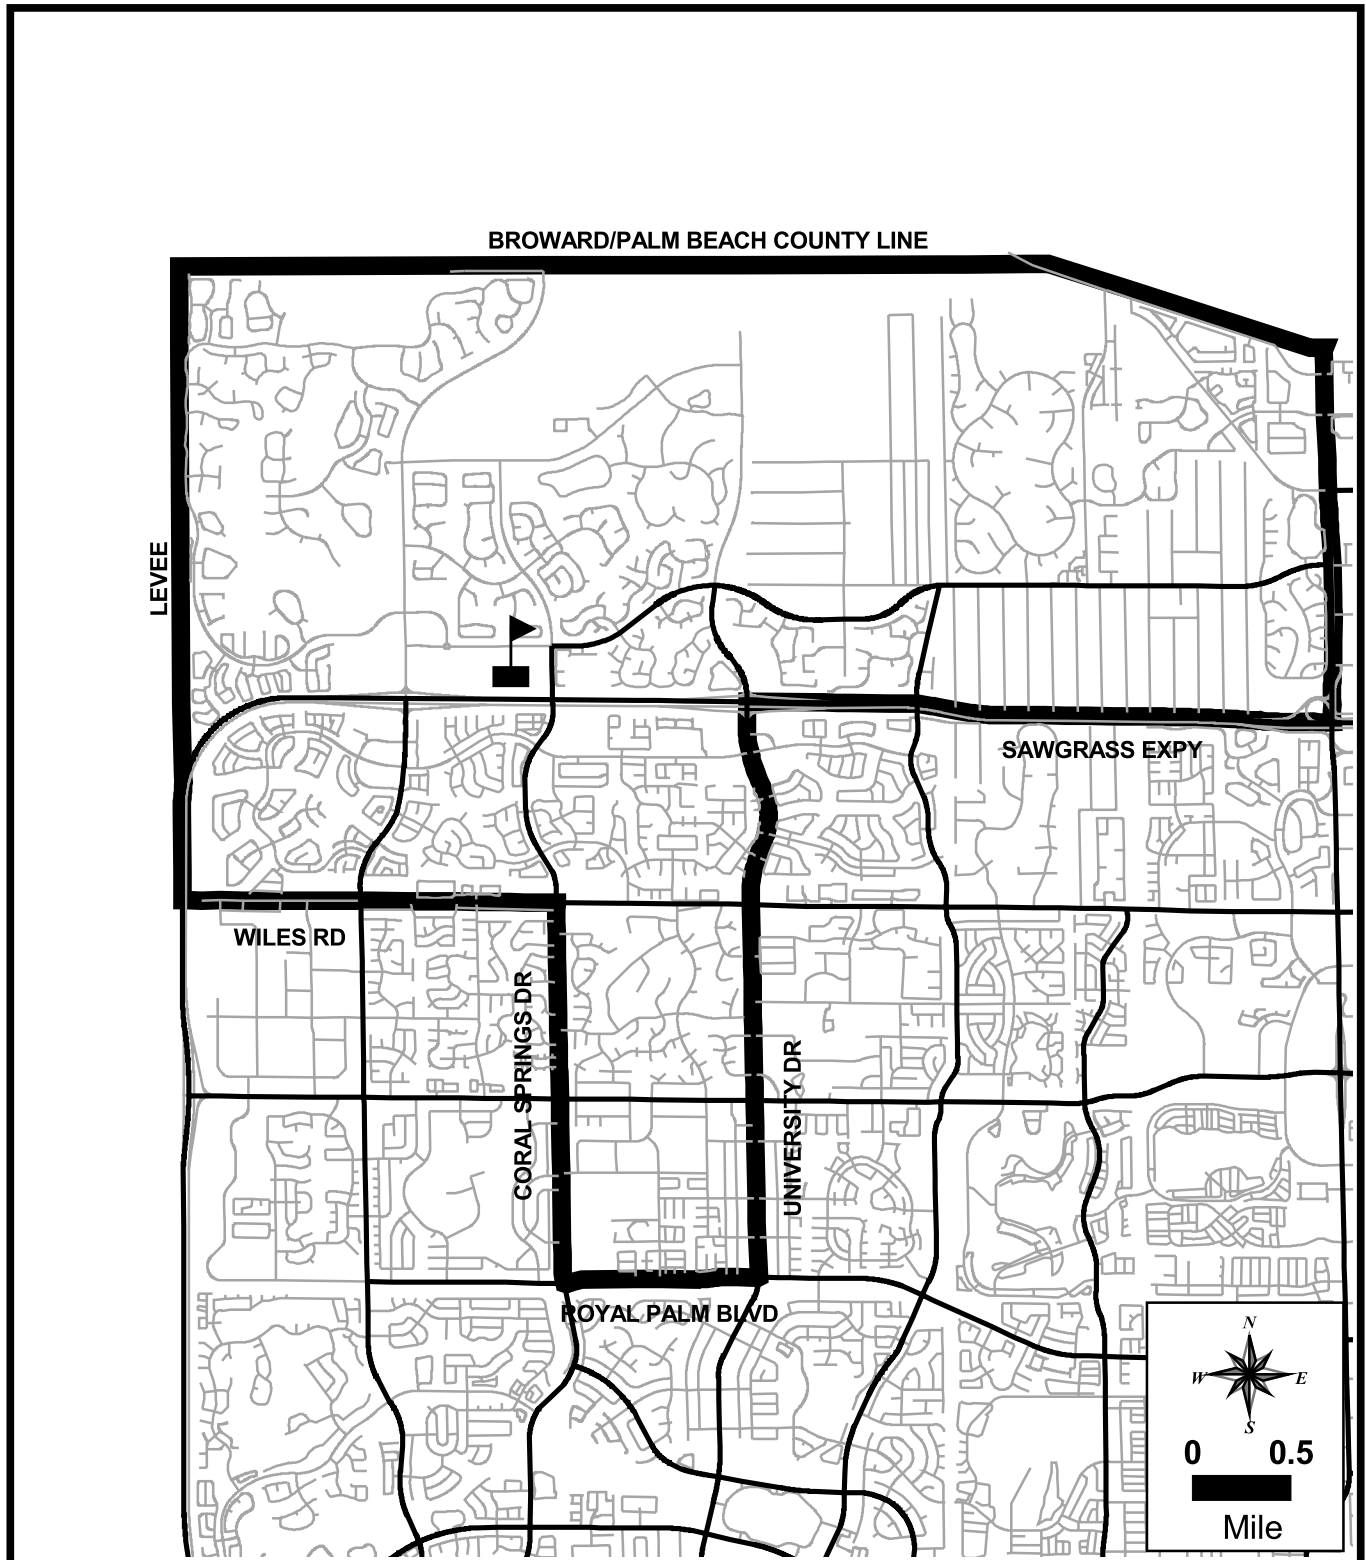 BROWARD/PALM BEACH COUNTY LINE
LEVEE
SAWGRASS EXPY
WILES RD
CORAL SPRINGS DR
UNIVERSITY DR
ROYAL PALM BLVD
N
W E
S
0 0.5
Mile